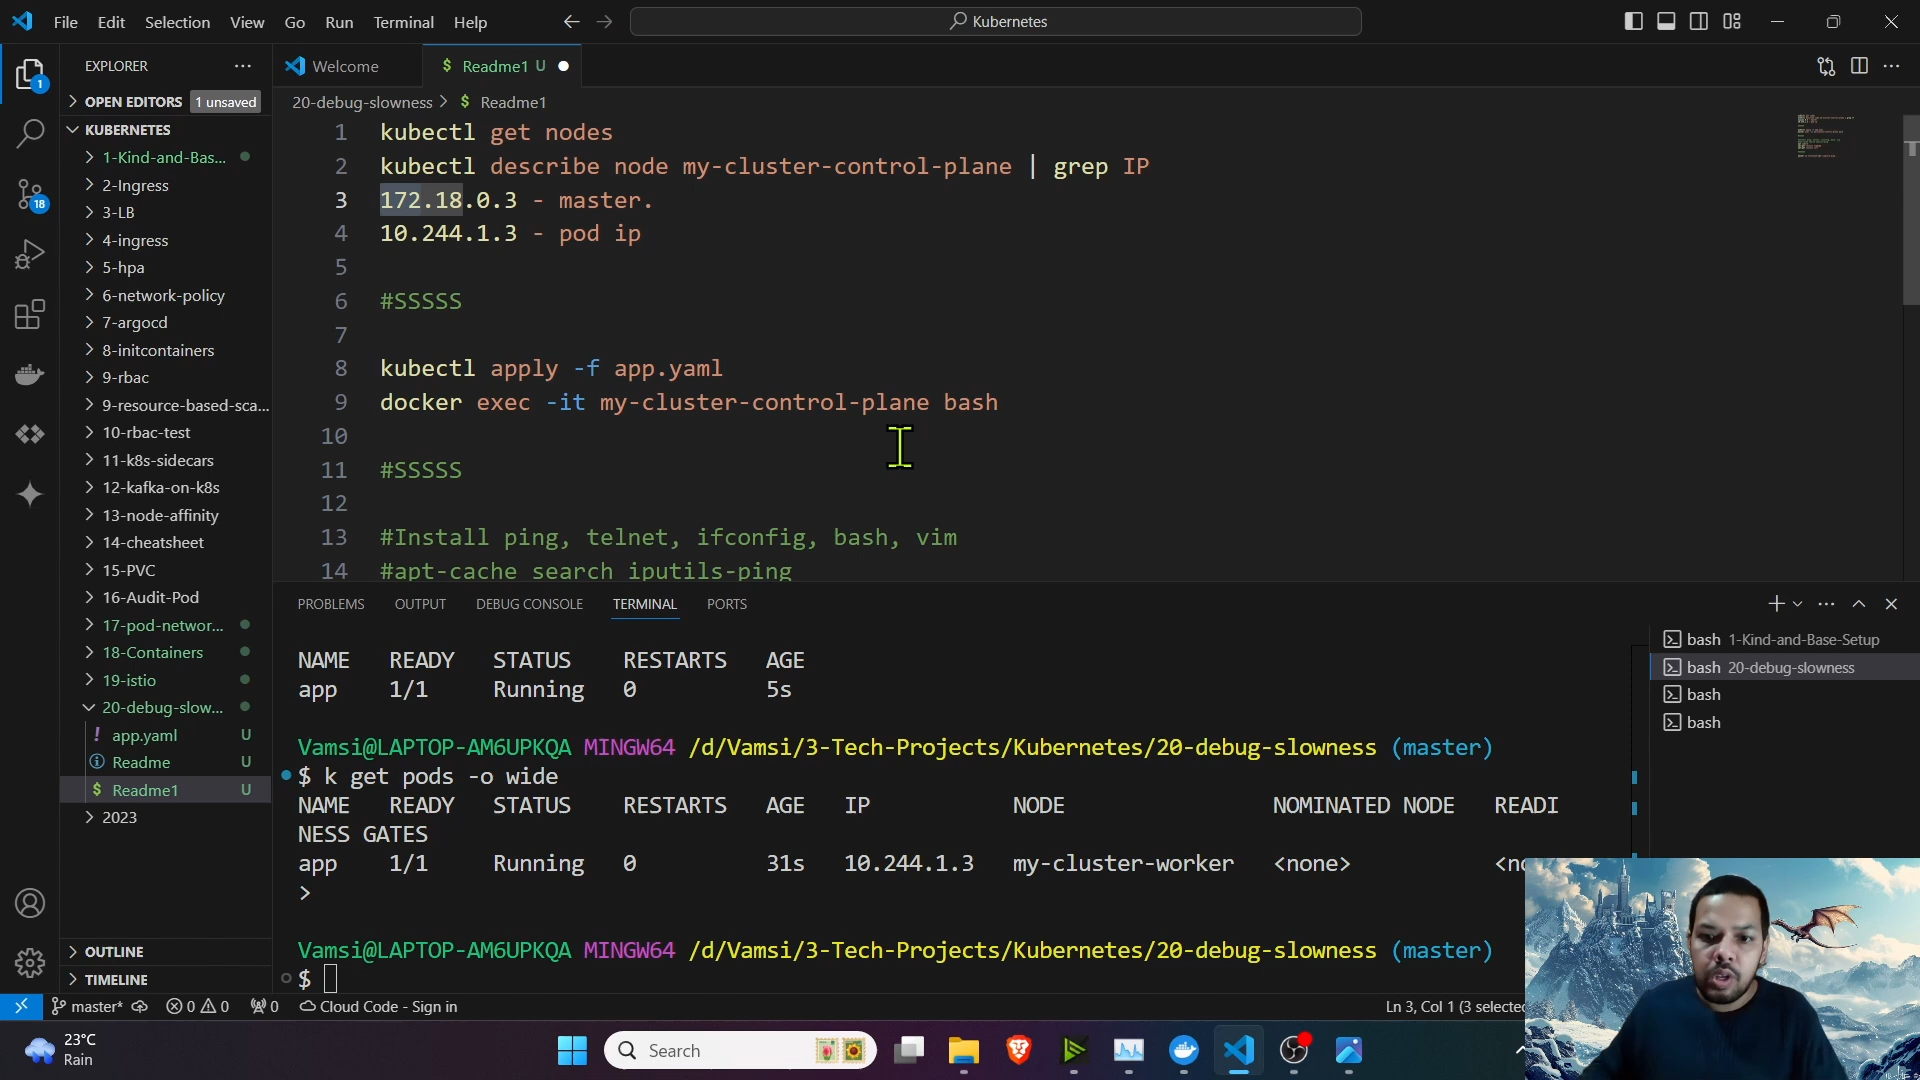 File Edit Selection View Go Run Terminal Help
Kubernetes
EXPLORER
OPEN EDITORS 1 unsaved
KUBERNETES
1-Kind-and-Bas...
2-Ingress
3-LB
4-ingress
5-hpa
6-network-policy
7-argocd
8-initcontainers
9-rbac
9-resource-based-sca...
10-rbac-test
11-k8s-sidecars
12-kafka-on-k8s
13-node-affinity
14-cheatsheet
15-PVC
16-Audit-Pod
17-pod-networ...
18-Containers
19-istio
20-debug-slow...
! app.yaml U
Readme U
$ Readme1 U
2023
OUTLINE
TIMELINE
1
18
Welcome
$ Readme1 U
20-debug-slowness > $ Readme1
1 kubectl get nodes
2 kubectl describe node my-cluster-control-plane | grep IP
3 172.18.0.3 - master.
4 10.244.1.3 - pod ip
5
6 #SSSSS
7
8 kubectl apply -f app.yaml
9 docker exec -it my-cluster-control-plane bash
10
11 #SSSSS
12
13 #Install ping, telnet, ifconfig, bash, vim
14 #apt-cache search iputils-ping
PROBLEMS OUTPUT DEBUG CONSOLE TERMINAL PORTS
NAME READY STATUS RESTARTS AGE
app 1/1 Running 0 5s
Vamsi@LAPTOP-AM6UPKQA MINGW64 /d/Vamsi/3-Tech-Projects/Kubernetes/20-debug-slowness (master)
$ k get pods -o wide
NAME READY STATUS RESTARTS AGE IP NODE NOMINATED NODE READI
NESS GATES
app 1/1 Running 0 31s 10.244.1.3 my-cluster-worker <none> <no
>
Vamsi@LAPTOP-AM6UPKQA MINGW64 /d/Vamsi/3-Tech-Projects/Kubernetes/20-debug-slowness (master)
$
bash 1-Kind-and-Base-Setup
bash 20-debug-slowness
bash
bash
master* 0 0 0 Cloud Code - Sign in
Ln 3, Col 1 (3 selected
23°C
Rain
Search